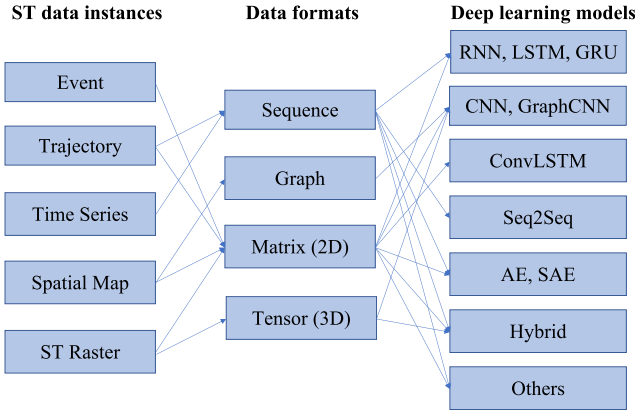 ST data instances
Data formats
Deep learning models
Event
Trajectory
Time Series
Spatial Map
ST Raster
Sequence
Graph
Matrix (2D)
Tensor (3D)
RNN, LSTM, GRU
CNN, GraphCNN
ConvLSTM
Seq2Seq
AE, SAE
Hybrid
Others